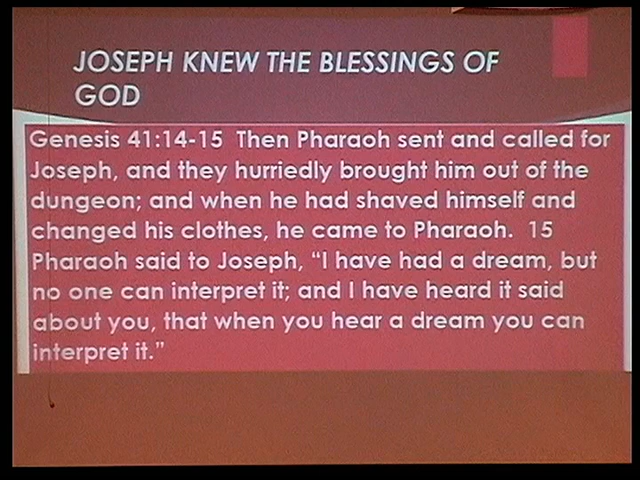 JOSEPH KNEW THE BLESSINGS OF
GOD
Genesis 41:14-15 Then Pharaoh sent and called for
Joseph, and they hurriedly brought him out of the
dungeon; and when he had shaved himself and
changed his clothes, he came to Pharaoh. 15
Pharaoh said to Joseph, “I have had a dream, but
no one can interpret it; and I have heard it said
about you, that when you hear a dream you can
interpret it.”